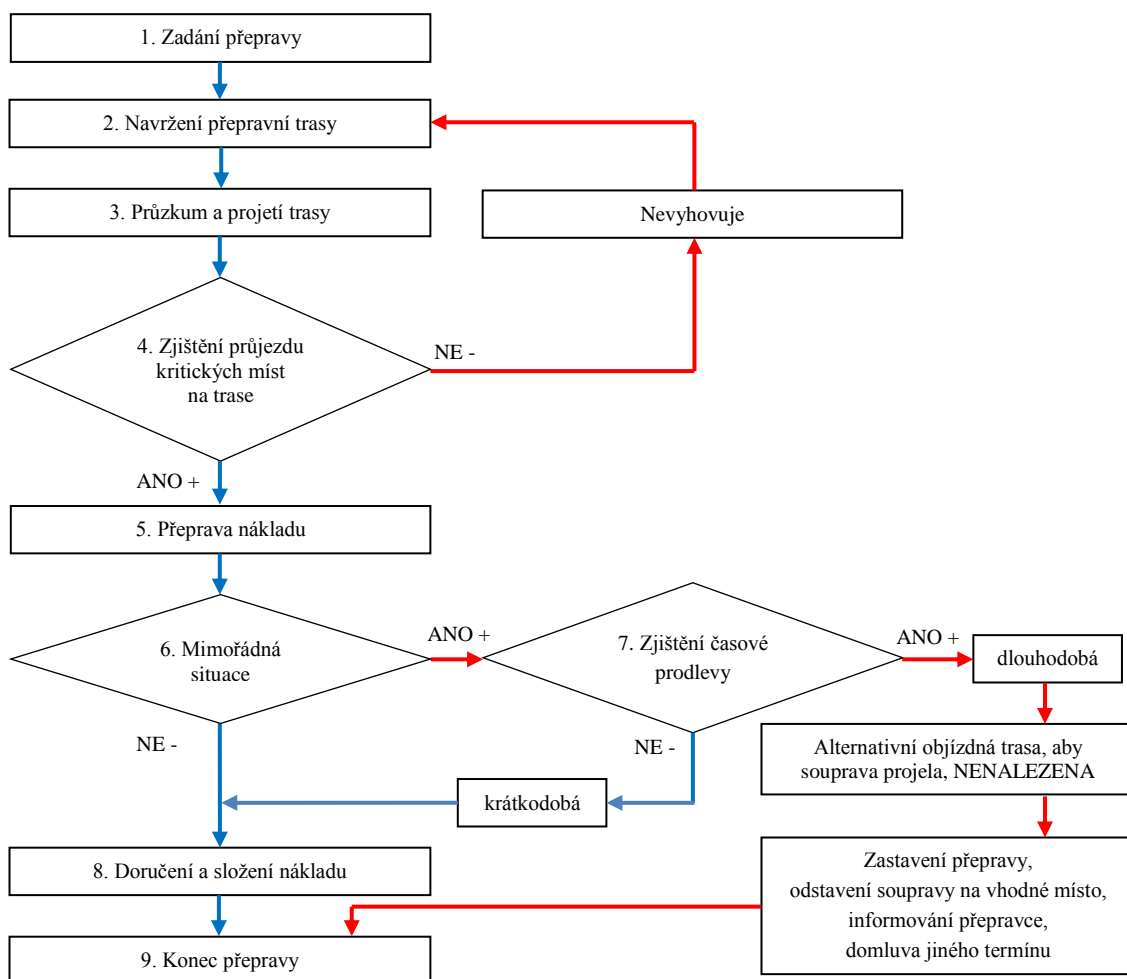 1. Zadání přepravy
2. Navržení přepravní trasy
3. Průzkum a projetí trasy
Nevyhovuje
4. Zjištění průjezdu
kritických míst
na trase
NE -
ANO +
5. Přeprava nákladu
6. Mimořádná
situace
ANO +
7. Zjištění časové
prodlevy
ANO +
dlouhodobá
NE -
NE -
Alternativní objízdná trasa, aby
souprava projela, NENALEZENA
krátkodobá
8. Doručení a složení nákladu
Zastavení přepravy,
odstavení soupravy na vhodné místo,
informování přepravce,
domluva jiného termínu
9. Konec přepravy